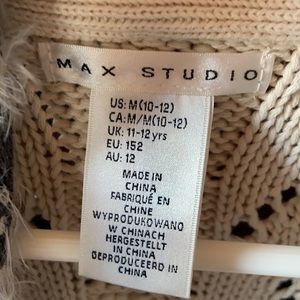 MAX STUDIO
US: M(10-12)
CA: M/M(10-12)
UK: 11-12 yrs
EU: 152
AU: 12
MADE IN
CHINA
FABRIQUÉ EN
CHINE
WYPRODUKOWANO
W CHINACH
HERGESTELLT
IN CHINA
GEPRODUCEERD IN
CHINA